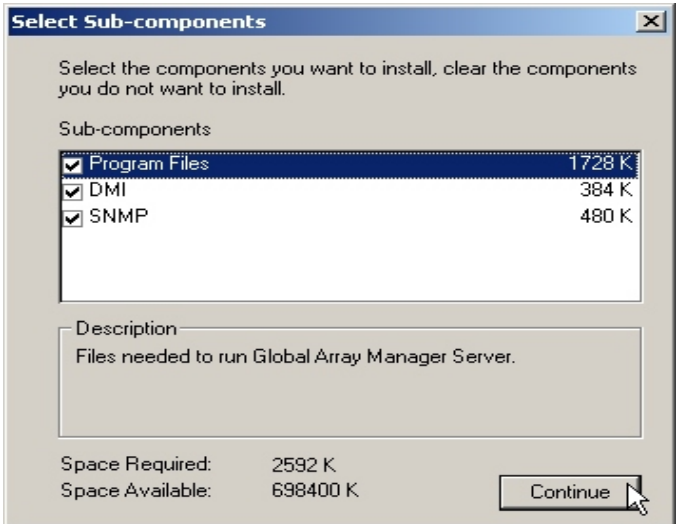 Select Sub-components
Select the components you want to install, clear the components
you do not want to install.
Sub-components
Program Files 1728 K
DMI 384 K
SNMP 480 K
Description
Files needed to run Global Array Manager Server.
Space Required: 2592 K
Space Available: 698400 K
Continue